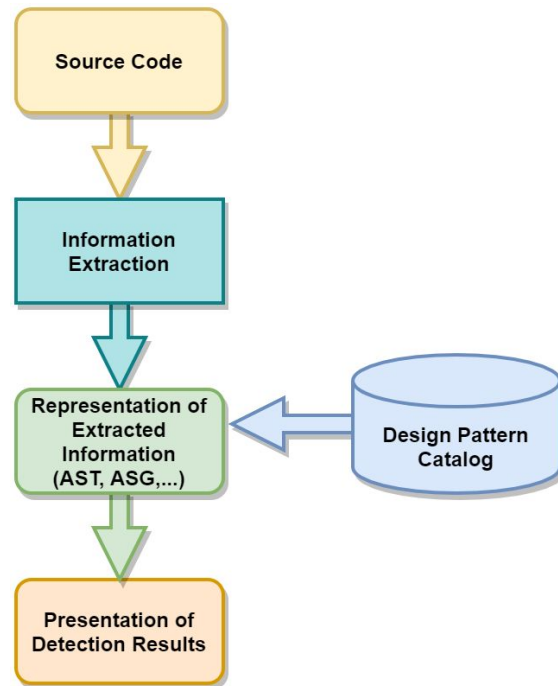 Source Code
Information
Extraction
Representation of
Extracted
Information
(AST, ASG,...)
Design Pattern
Catalog
Presentation of
Detection Results